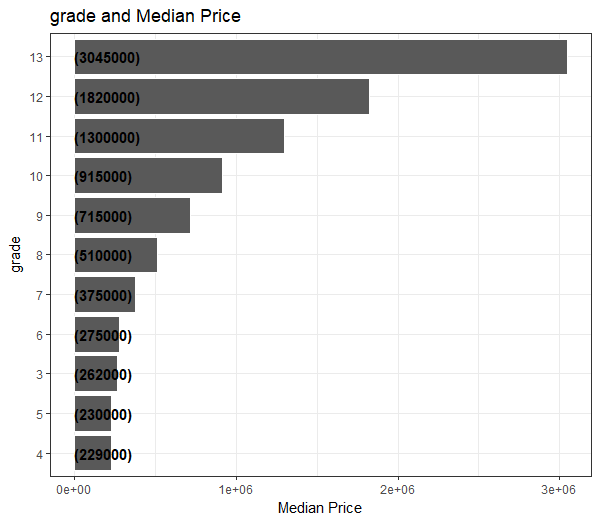 grade and Median Price
grade
13 (3045000)
12 (1820000)
11 (1300000)
10 (915000)
9 (715000)
8 (510000)
7 (375000)
6 (275000)
3 (262000)
5 (230000)
4 (229000)
0e+00 1e+06 2e+06 3e+06
Median Price